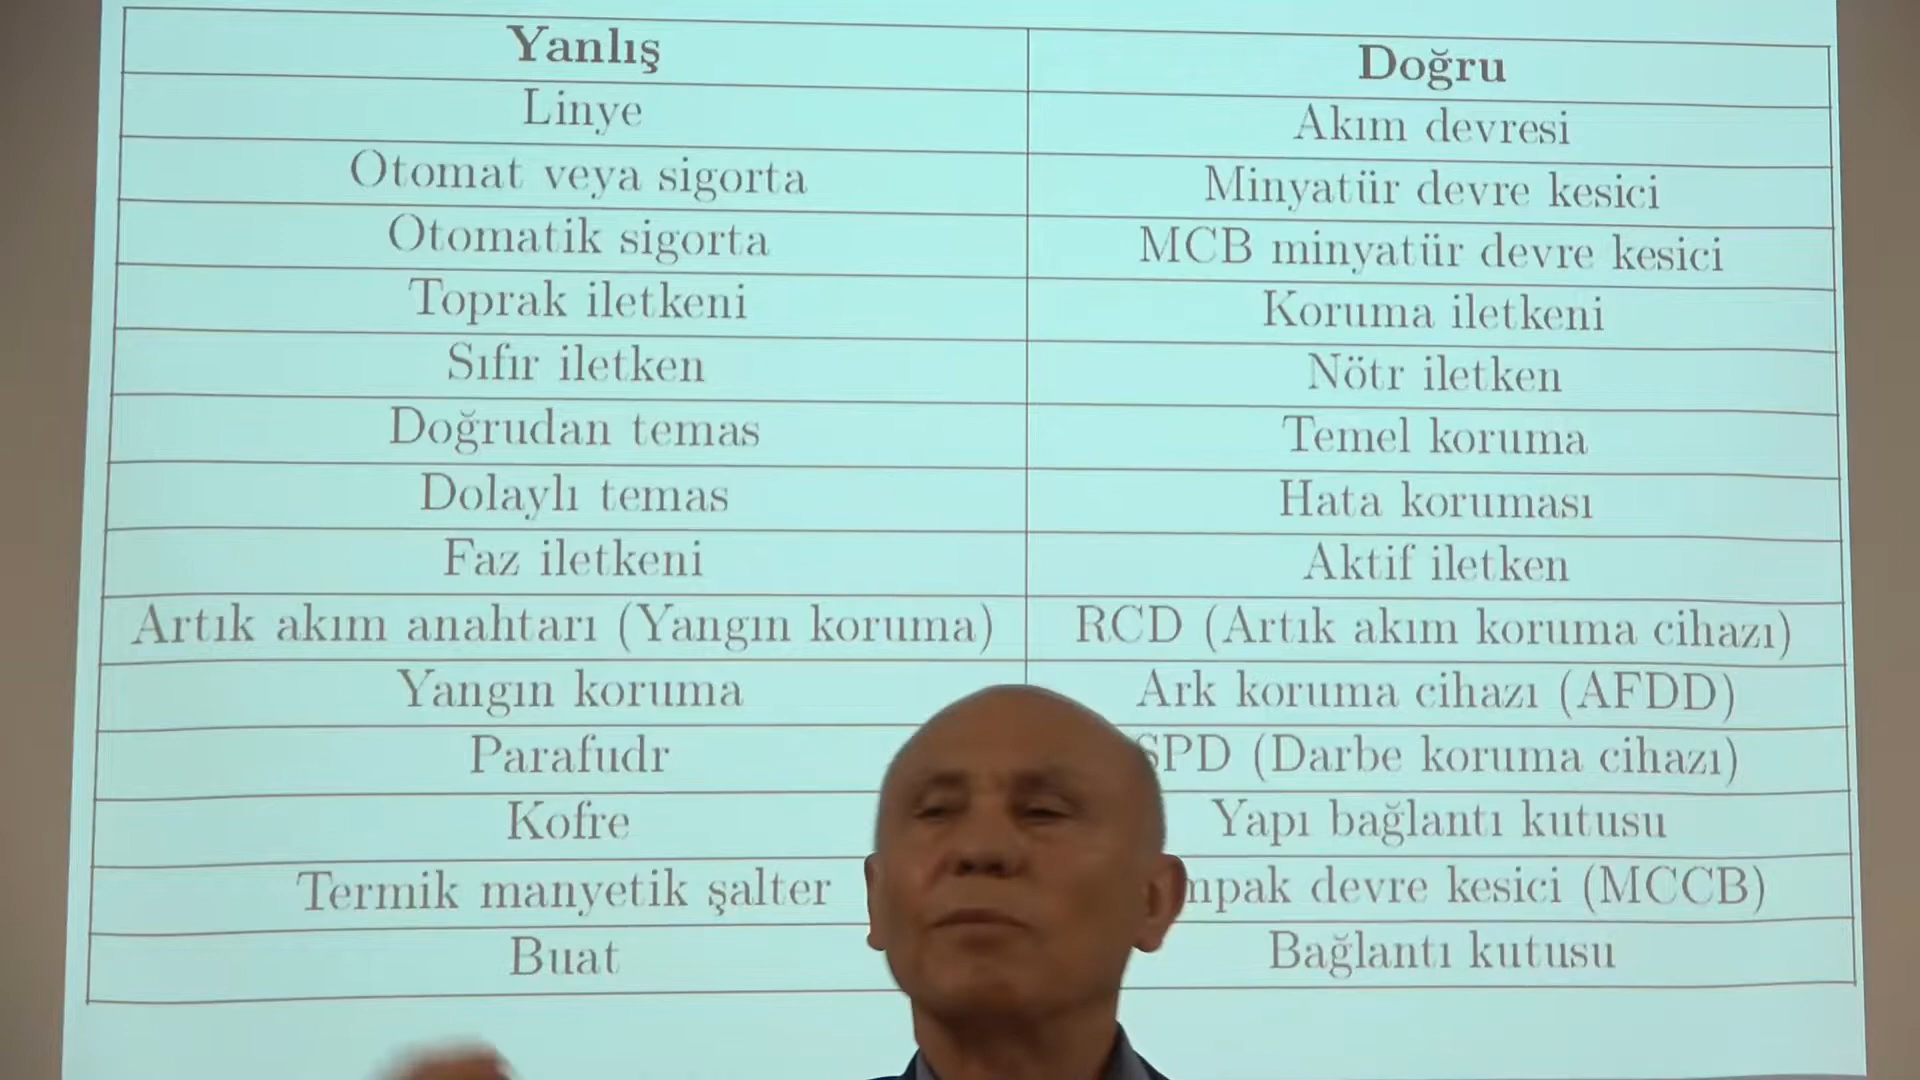 Yanlış Doğru
Linye Akım devresi
Otomat veya sigorta Minyatür devre kesici
Otomatik sigorta MCB minyatür devre kesici
Toprak iletkeni Koruma iletkeni
Sıfır iletken Nötr iletken
Doğrudan temas Temel koruma
Dolaylı temas Hata koruması
Faz iletkeni Aktif iletken
Artık akım anahtarı (Yangın koruma) RCD (Artık akım koruma cihazı)
Yangın koruma Ark koruma cihazı (AFDD)
Parafudr SPD (Darbe koruma cihazı)
Kofre Yapı bağlantı kutusu
Termik manyetik şalter devre kesici (MCCB)
Buat Bağlantı kutusu